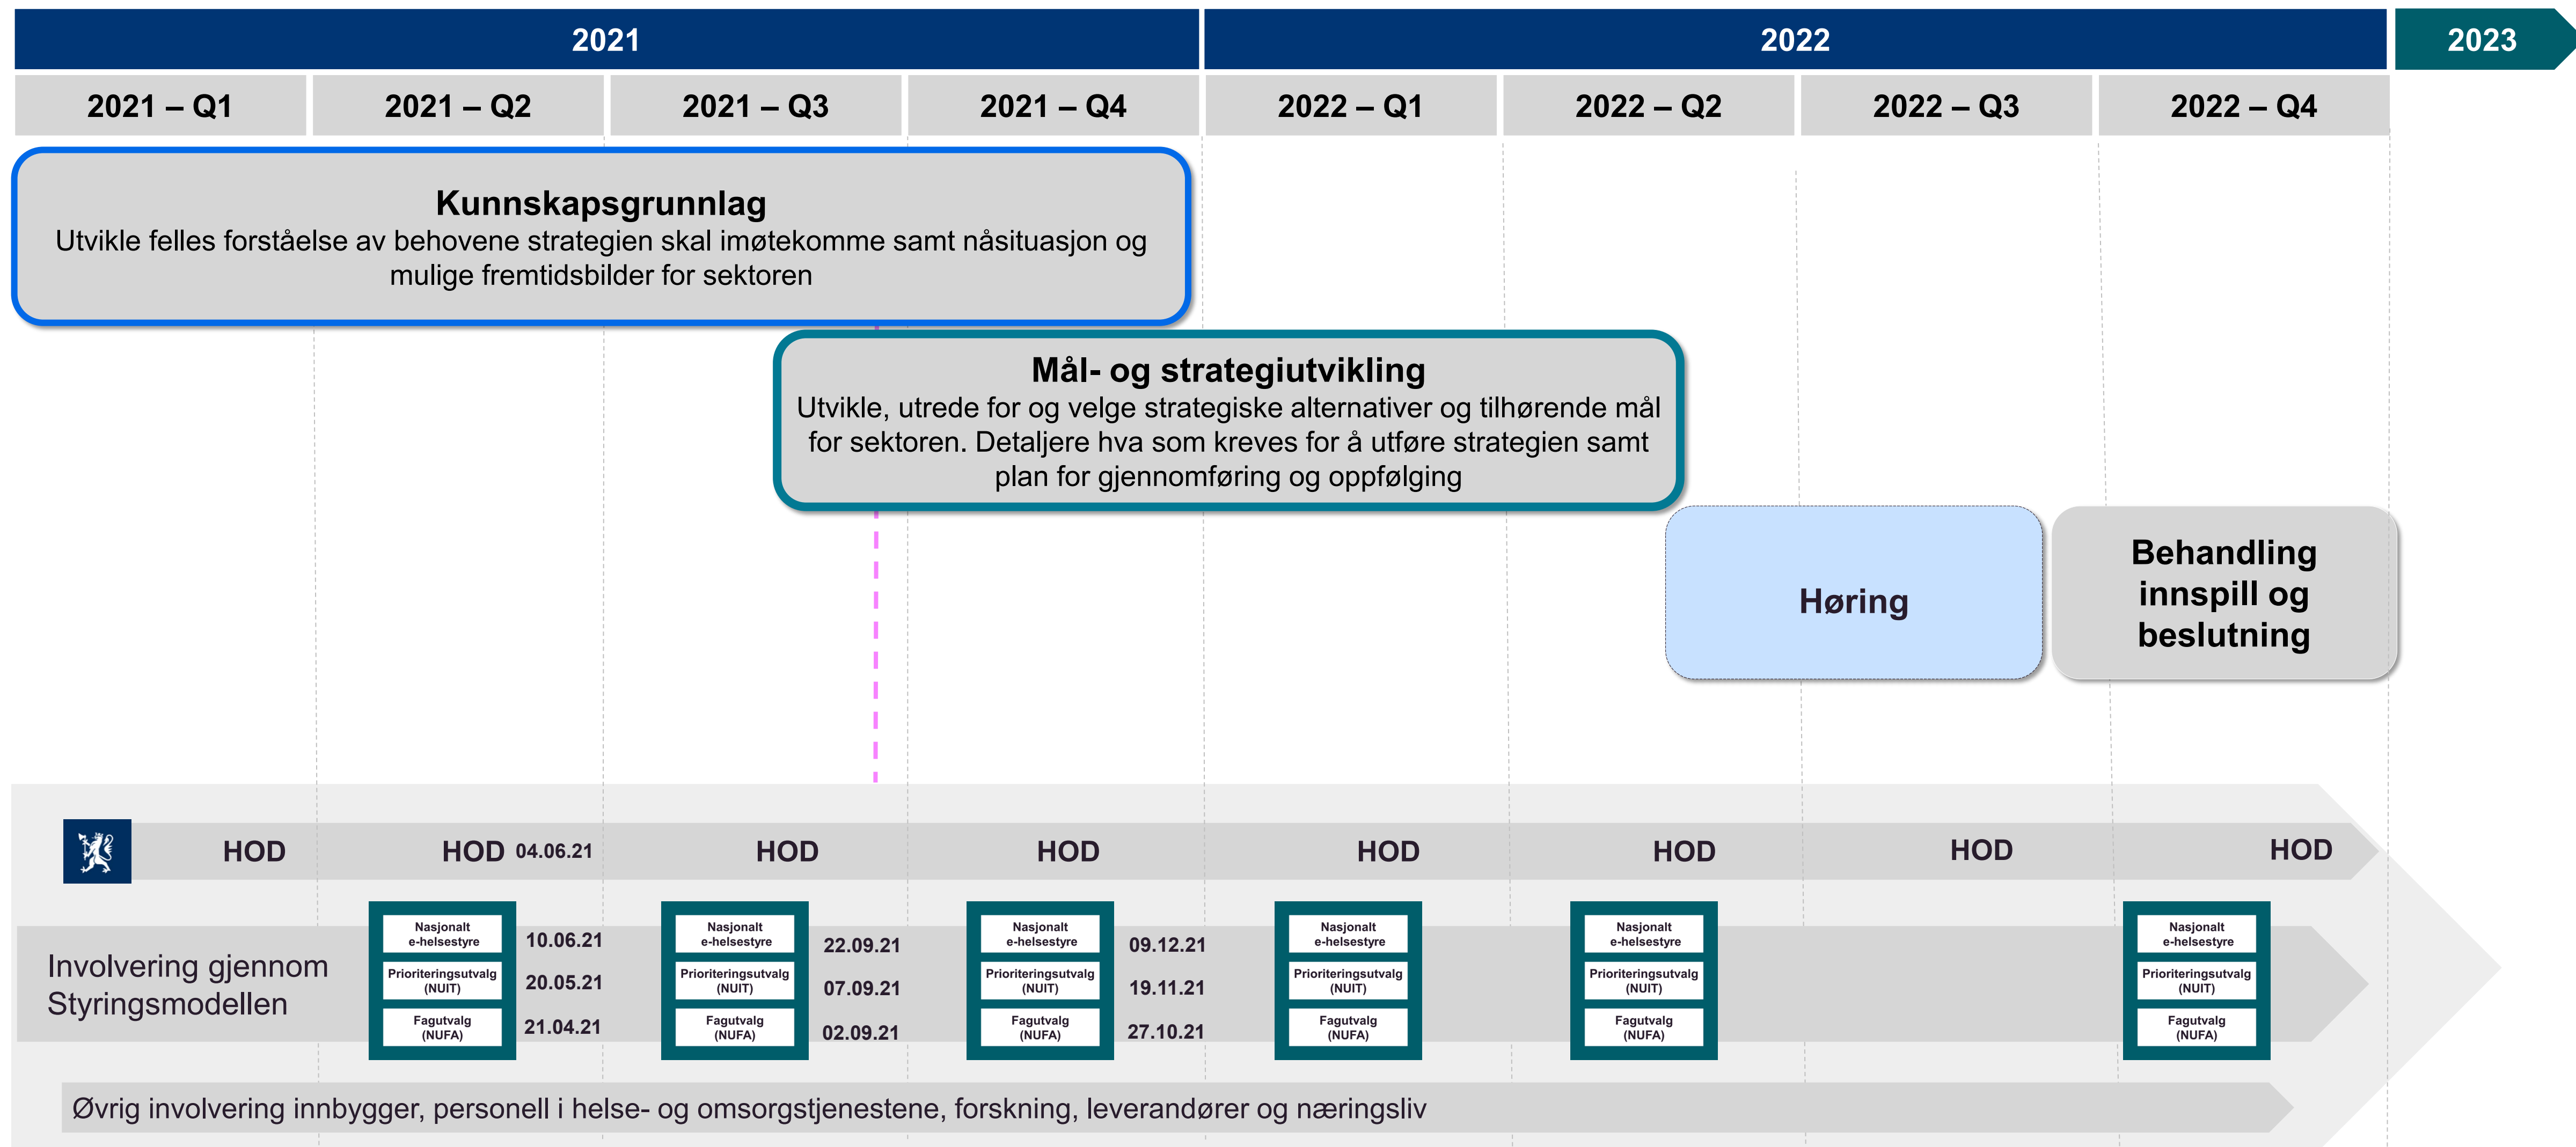 2021
2022
2023
2021 – Q1
2021 – Q2
2021 – Q3
2021 – Q4
2022 – Q1
2022 – Q2
2022 – Q3
2022 – Q4
Kunnskapsgrunnlag
Utvikle felles forståelse av behovene strategien skal imøtekomme samt nåsituasjon og
mulige fremtidsbilder for sektoren
Mål- og strategiutvikling
Utvikle, utrede for og velge strategiske alternativer og tilhørende mål
for sektoren. Detaljere hva som kreves for å utføre strategien samt
plan for gjennomføring og oppfølging
Høring
Behandling
innspill og
beslutning
HOD
HOD 04.06.21
HOD
HOD
HOD
HOD
HOD
HOD
Involvering gjennom
Styringsmodellen
Nasjonalt
e-helsestyre
Prioriteringsutvalg
(NUIT)
Fagutvalg
(NUFA)
10.06.21
20.05.21
21.04.21
Nasjonalt
e-helsestyre
Prioriteringsutvalg
(NUIT)
Fagutvalg
(NUFA)
22.09.21
07.09.21
02.09.21
Nasjonalt
e-helsestyre
Prioriteringsutvalg
(NUIT)
Fagutvalg
(NUFA)
09.12.21
19.11.21
27.10.21
Nasjonalt
e-helsestyre
Prioriteringsutvalg
(NUIT)
Fagutvalg
(NUFA)
Nasjonalt
e-helsestyre
Prioriteringsutvalg
(NUIT)
Fagutvalg
(NUFA)
Nasjonalt
e-helsestyre
Prioriteringsutvalg
(NUIT)
Fagutvalg
(NUFA)
Øvrig involvering innbygger, personell i helse- og omsorgstjenestene, forskning, leverandører og næringsliv